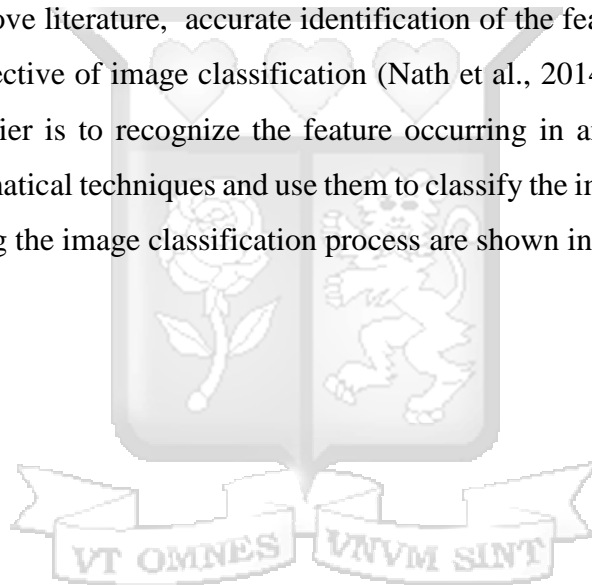 ove literature, accurate identification of the fea
ective of image classification (Nath et al., 2014
ier is to recognize the feature occurring in a
natical techniques and use them to classify the i
g the image classification process are shown in
VT OMNES VNVM SINT